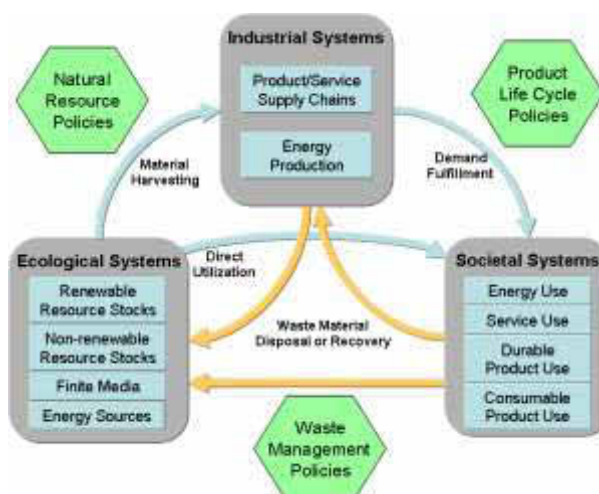 Industrial Systems
Product/Service
Supply Chains
Energy
Production
Natural
Resource
Policies
Product
Life Cycle
Policies
Material
Harvesting
Demand
Fulfillment
Direct
Utilization
Ecological Systems
Renewable
Resource Stocks
Non-renewable
Resource Stocks
Finite Media
Energy Sources
Societal Systems
Energy Use
Service Use
Durable
Product Use
Consumable
Product Use
Waste Material
Disposal or Recovery
Waste
Management
Policies